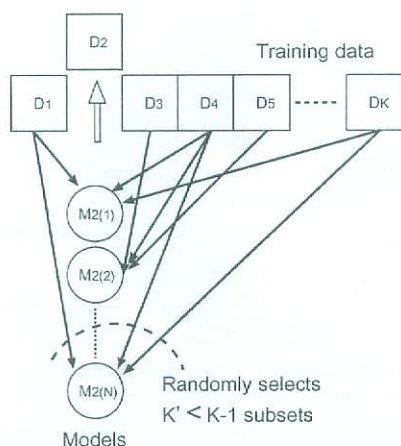 D2
Training data
D1
D3
D4
D5
DK
M2(1)
M2(2)
M2(N)
Randomly selects
K' < K-1 subsets
Models